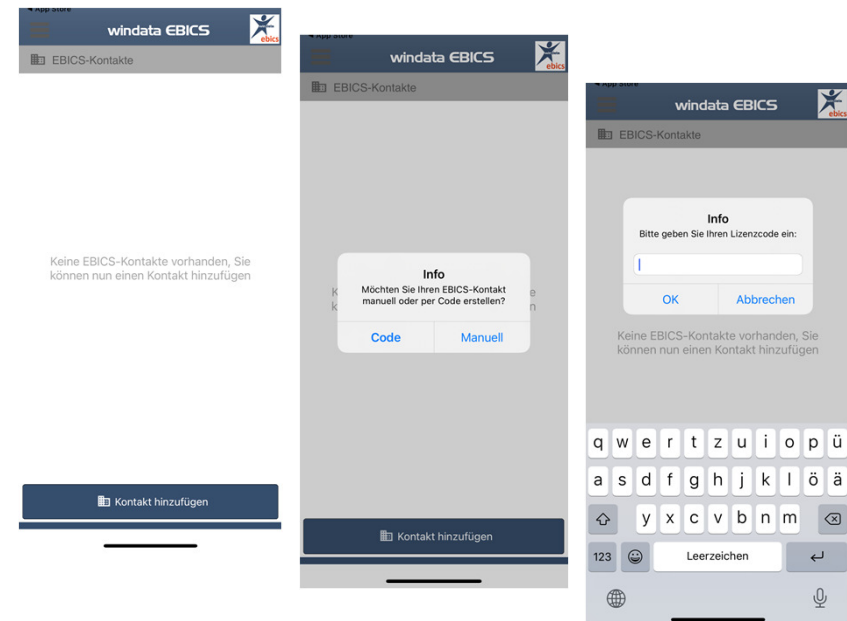 App Store
windata EBICS
ebics
EBICS-Kontakte
Keine EBICS-Kontakte vorhanden, Sie
können nun einen Kontakt hinzufügen
Kontakt hinzufügen
App Store
windata EBICS
ebics
EBICS-Kontakte
K e
k n
Info
Möchten Sie Ihren EBICS-Kontakt
manuell oder per Code erstellen?
Code Manuell
Kontakt hinzufügen
App Store
windata EBICS
ebics
EBICS-Kontakte
Info
Bitte geben Sie Ihren Lizenzcode ein:
OK Abbrechen
Keine EBICS-Kontakte vorhanden, Sie
können nun einen Kontakt hinzufügen
q w e r t z u i o p ü
a s d f g h j k l ö ä
y x c v b n m
123 Leerzeichen